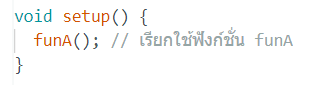 void setup() {
  funA(); // เรียกใช้ฟังก์ชั่น funA
}